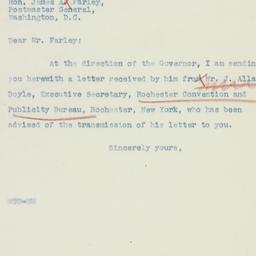 Hon. James A. Farley,
Postmaster General,
Washington, D.C.
Dear Mr. Farley:
At the direction of the Governor, I am sendin
you herewith a letter received by him from Mr. J. Alla
Doyle, Executive Secretary, Rochester Convention and
Publicity Bureau, Rochester, New York, who has been
advised of the transmission of his letter to you.
Sincerely yours,